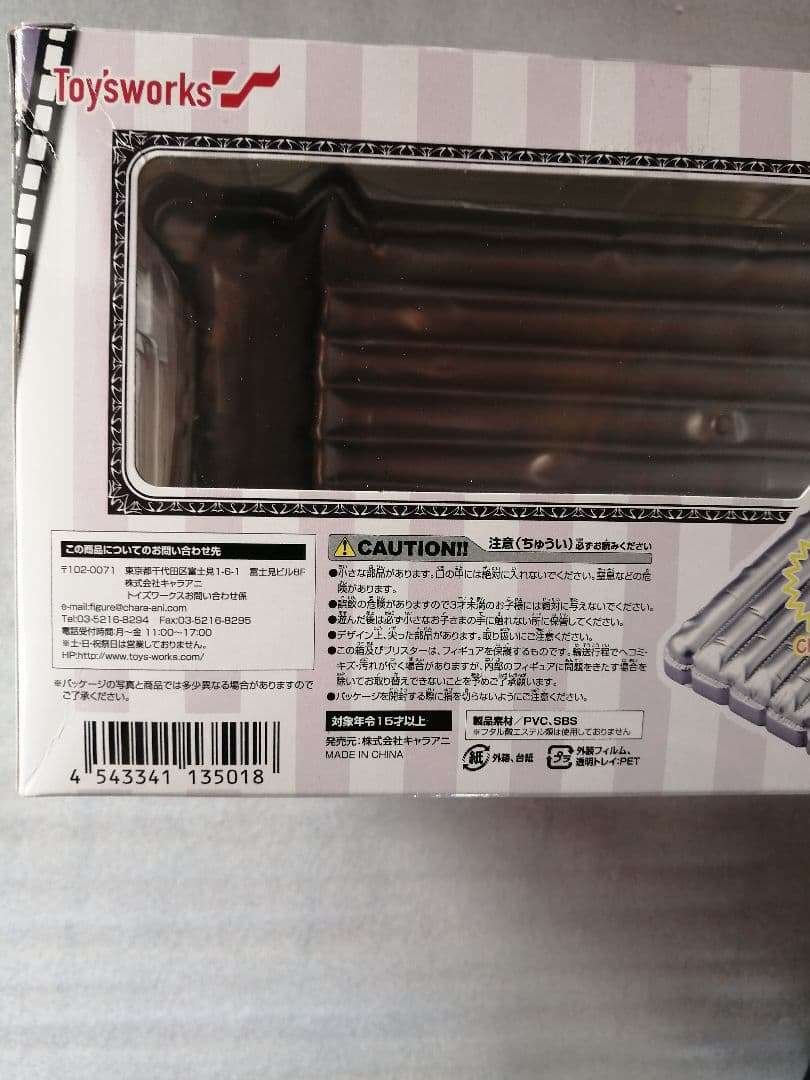 Toy'sworks
この商品についてのお問い合わせ先
〒102-0071 東京都千代田区富士見1-6-1 富士見ビル8F
株式会社キャラアニ
トイズワークスお問い合わせ係
e-mail:figure@chara-ani.com
Tel:03-5216-8294 Fax:03-5216-8295
電話受付時間:月~金 11:00~17:00
※土・日・祝祭日は営業しておりません。
HP:http://www.toys-works.com/
※パッケージの写真と商品では多少異なる場合がありますので
ご了承ください。
4 543341 135018
CAUTION!! 注意(ちゅうい)必ずお読みください
●小さな部品があります。口の中には絶対に入れないでください。窒息などの危
険があります。
●誤飲の危険がありますので3才未満のお子様には絶対に与えないでください。
●遊んだ後は必ず小さなお子さまの手に触れない所に保管してください。
●デザイン上、尖った部品があります。取り扱いにご注意ください。
●この箱及びブリスターは、フィギュアを保護するものです。輸送行程でヘコミ・
キズ・汚れが付く場合がありますが、内部のフィギュアに問題をきたす場合を
除いてお取り替えできないことを予めご了承願います。
●パッケージを開封する際に指を切らないようにご注意ください。
対象年令15才以上
発売元:株式会社キャラアニ
MADE IN CHINA
製品素材/PVC、SBS
※フタル酸エステル類は使用しておりません
紙 外箱、台紙
プラ 外装フィルム、
透明トレイ:PET